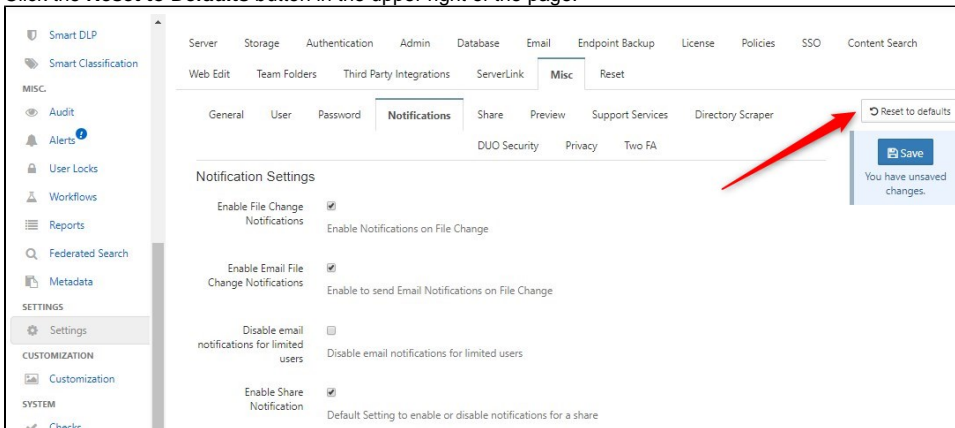 Click the Reset to Defaults button in the upper right of the page.
Smart DLP
Smart Classification
MISC.
Audit
Alerts
User Locks
Workflows
Reports
Federated Search
Metadata
SETTINGS
Settings
CUSTOMIZATION
Customization
SYSTEM
Checks
Server Storage Authentication Admin Database Email Endpoint Backup License Policies SSO Content Search
Web Edit Team Folders Third Party Integrations ServerLink Misc Reset
General User Password Notifications Share Preview Support Services Directory Scraper
DUO Security Privacy Two FA
Reset to defaults
Save
You have unsaved
changes.
Notification Settings
Enable File Change
Notifications
Enable Notifications on File Change
Enable Email File
Change Notifications
Enable to send Email Notifications on File Change
Disable email
notifications for limited
users
Disable email notifications for limited users
Enable Share
Notification
Default Setting to enable or disable notifications for a share